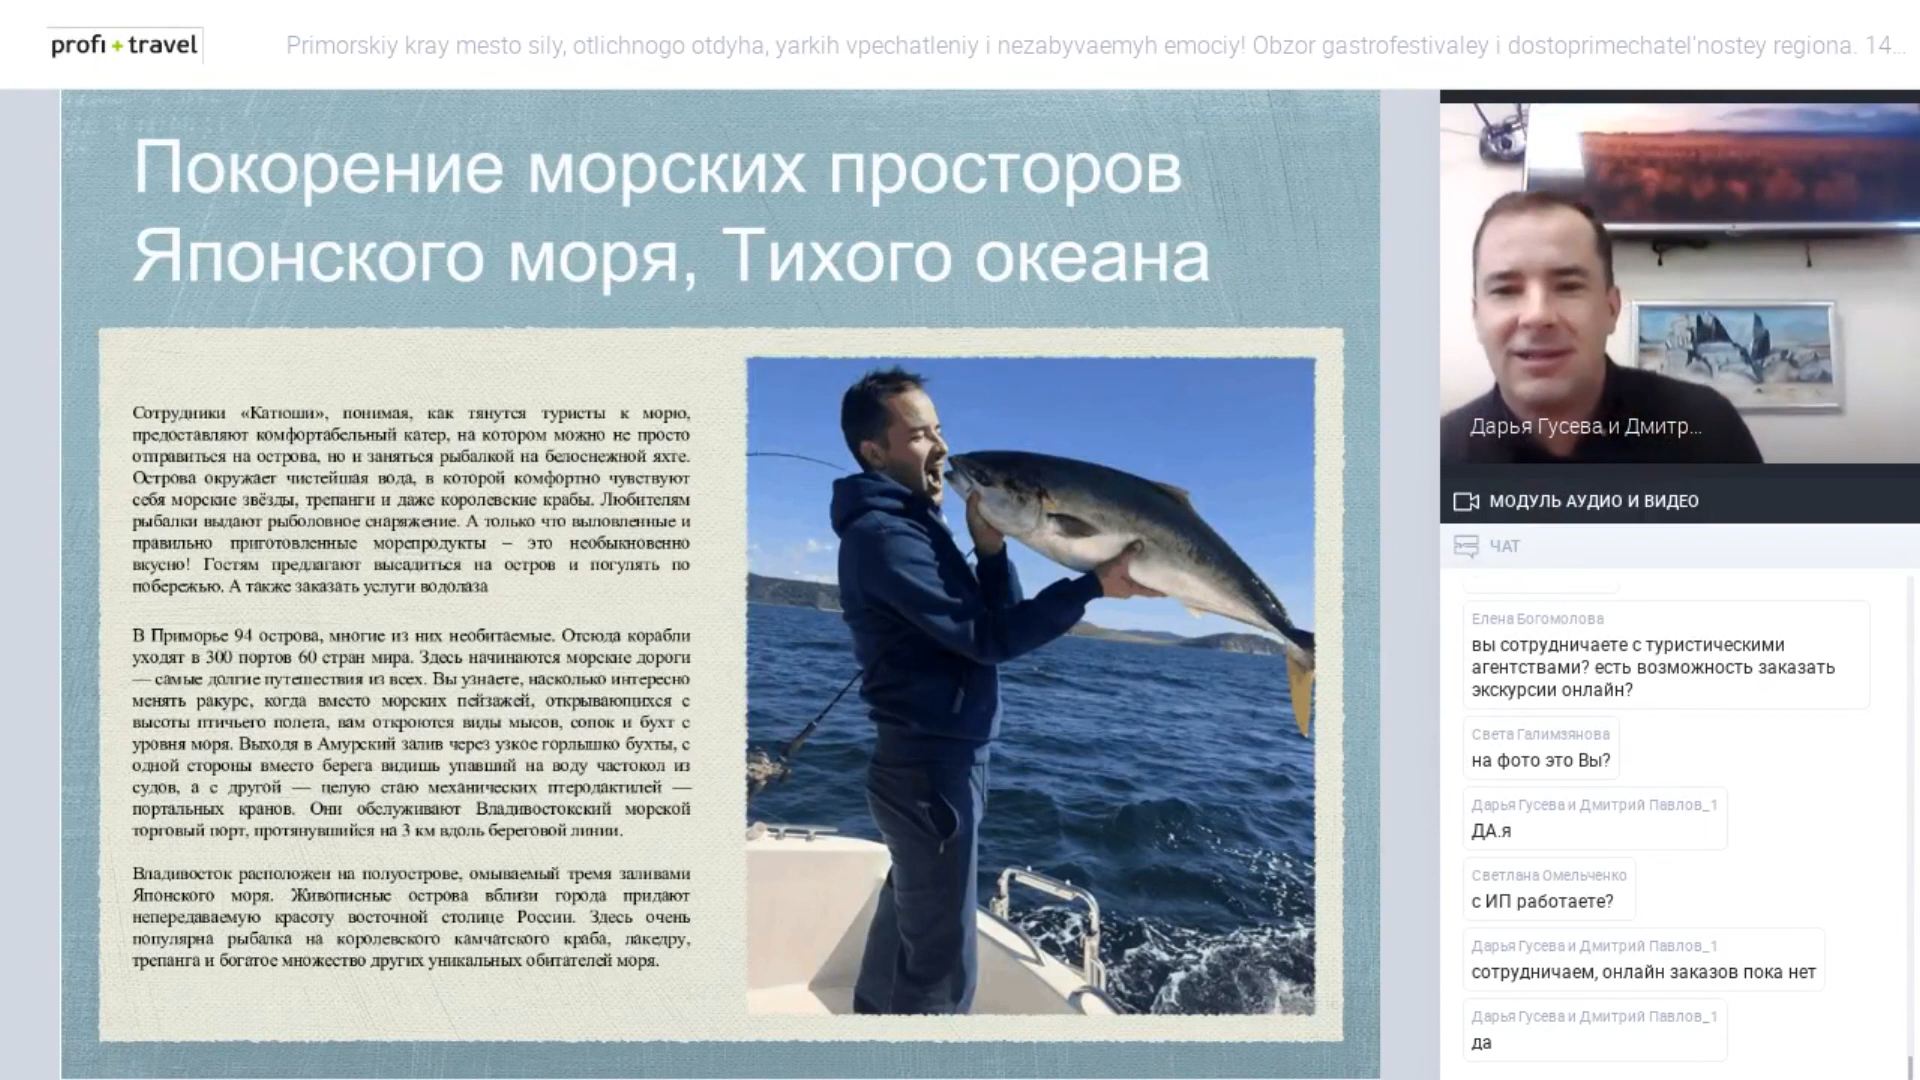 profi + travel
Primorskiy kray mesto sily, otlichnogo otdyha, yarkih vpechatleniy i nezabyvaemyh emociy! Obzor gastrofestivaley i dostoprimechatel'nostey regiona. 14...
Покорение морских просторов
Японского моря, Тихого океана
Сотрудники «Катюши», понимая, как тянутся туристы к морю,
предоставляют комфортабельный катер, на котором можно не просто
отправиться на острова, но и заняться рыбалкой на белоснежной яхте.
Острова окружает чистейшая вода, в которой комфортно чувствуют
себя морские звёзды, трепанги и даже королевские крабы. Любителям
рыбалки выдают рыболовное снаряжение. А только что выловленные и
правильно приготовленные морепродукты – это необыкновенно
вкусно! Гостям предлагают высадиться на остров и погулять по
побережью. А также заказать услуги водолаза
В Приморье 94 острова, многие из них необитаемые. Отсюда корабли
уходят в 300 портов 60 стран мира. Здесь начинаются морские дороги
— самые долгие путешествия из всех. Вы узнаете, насколько интересно
менять ракурс, когда вместо морских пейзажей, открывающихся с
высоты птичьего полета, вам откроются виды мысов, сопок и бухт с
уровня моря. Выходя в Амурский залив через узкое горлышко бухты, с
одной стороны вместо берега видишь упавший на воду частокол из
судов, а с другой — целую стаю механических птеродактилей —
портальных кранов. Они обслуживают Владивостокский морской
торговый порт, протянувшийся на 3 км вдоль береговой линии.
Владивосток расположен на полуострове, омываемый тремя заливами
Японского моря. Живописные острова вблизи города придают
непередаваемую красоту восточной столице России. Здесь очень
популярна рыбалка на королевского камчатского краба, лакедру,
трепанга и богатое множество других уникальных обитателей моря.
Дарья Гусева и Дмитр...
МОДУЛЬ АУДИО И ВИДЕО
ЧАТ
Елена Богомолова
вы сотрудничаете с туристическими
агентствами? есть возможность заказать
экскурсии онлайн?
Света Галимзянова
на фото это Вы?
Дарья Гусева и Дмитрий Павлов_1
ДА.я
Светлана Омельченко
с ИП работаете?
Дарья Гусева и Дмитрий Павлов_1
сотрудничаем, онлайн заказов пока нет
Дарья Гусева и Дмитрий Павлов_1
да